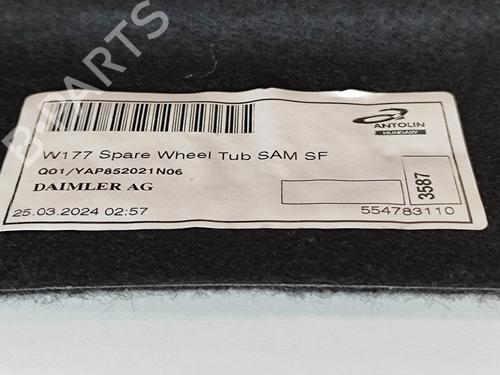 B-PARTS
ANTOLIN
HUNGARY
W177 Spare Wheel Tub SAM SF
Q01/YAP852021N06
DAIMLER AG
3587
25.03.2024 02:57
554783110